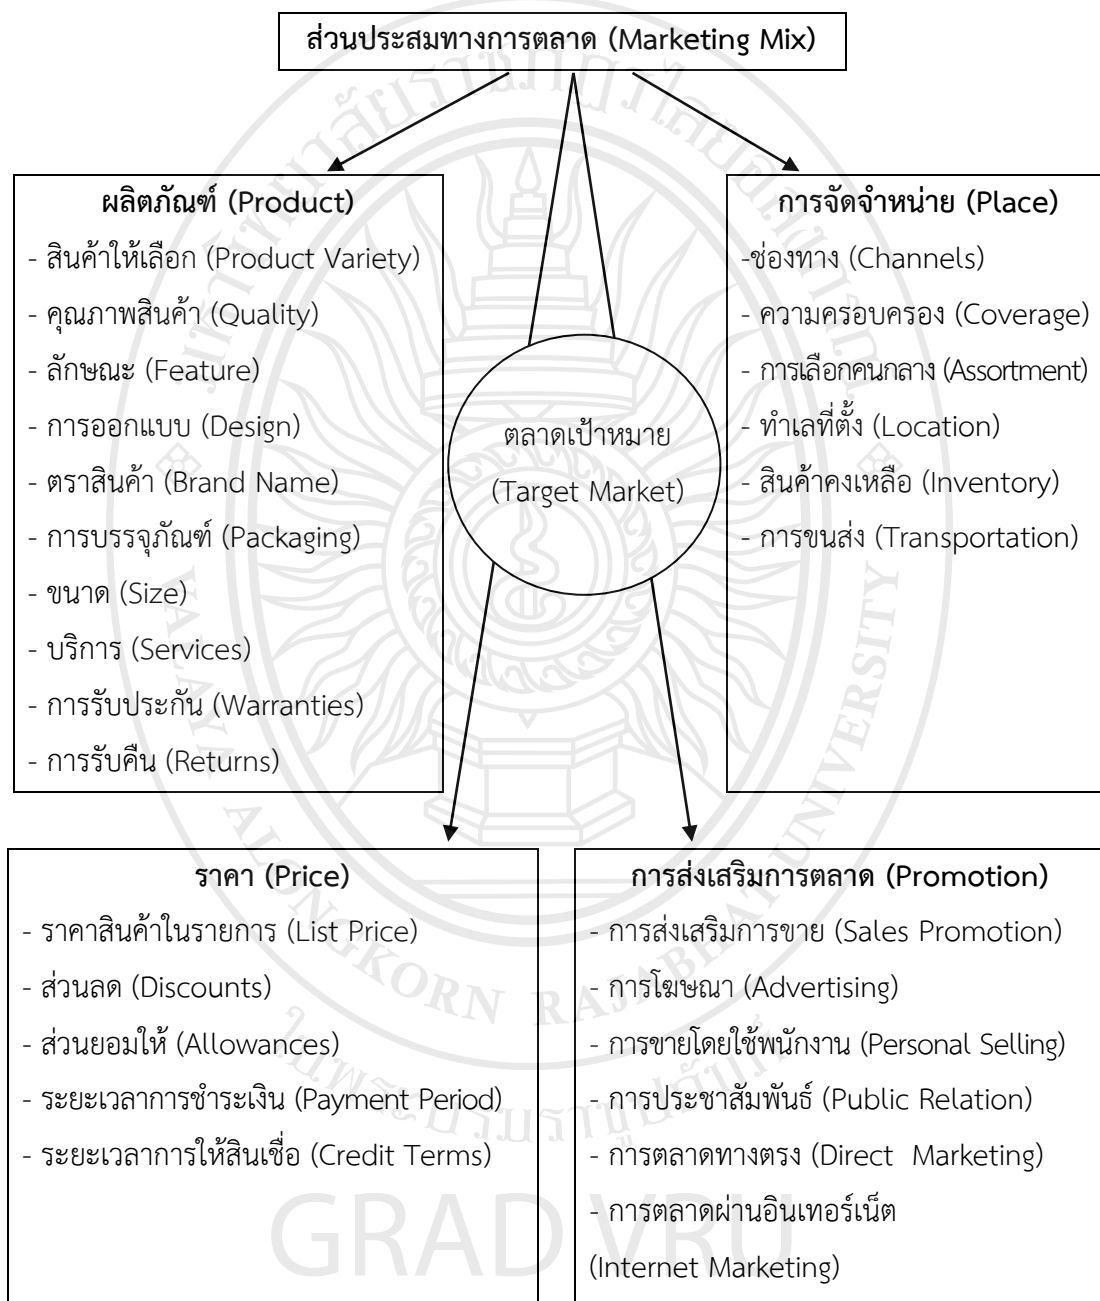 ส่วนประสมทางการตลาด (Marketing Mix)
ผลิตภัณฑ์ (Product)
- สินค้าให้เลือก (Product Variety)
- คุณภาพสินค้า (Quality)
- ลักษณะ (Feature)
- การออกแบบ (Design)
- ตราสินค้า (Brand Name)
- การบรรจุภัณฑ์ (Packaging)
- ขนาด (Size)
- บริการ (Services)
- การรับประกัน (Warranties)
- การรับคืน (Returns)
ตลาดเป้าหมาย
(Target Market)
การจัดจำหน่าย (Place)
-ช่องทาง (Channels)
- ความครอบครอง (Coverage)
- การเลือกคนกลาง (Assortment)
- ทำเลที่ตั้ง (Location)
- สินค้าคงเหลือ (Inventory)
- การขนส่ง (Transportation)
ราคา (Price)
- ราคาสินค้าในรายการ (List Price)
- ส่วนลด (Discounts)
- ส่วนยอมให้ (Allowances)
- ระยะเวลาการชำระเงิน (Payment Period)
- ระยะเวลาการให้สินเชื่อ (Credit Terms)
การส่งเสริมการตลาด (Promotion)
- การส่งเสริมการขาย (Sales Promotion)
- การโฆษณา (Advertising)
- การขายโดยใช้พนักงาน (Personal Selling)
- การประชาสัมพันธ์ (Public Relation)
- การตลาดทางตรง (Direct Marketing)
- การตลาดผ่านอินเทอร์เน็ต
(Internet Marketing)
VALAYA ALONGKORN RAJABHAT UNIVERSITY
ในพระบรมราชูปถัมภ์
GRAD VRU